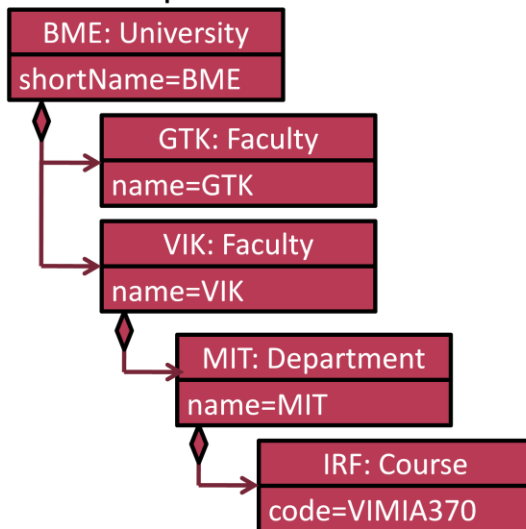 BME: University
shortName=BME
GTK: Faculty
name=GTK
VIK: Faculty
name=VIK
MIT: Department
name=MIT
IRF: Course
code=VIMIA370